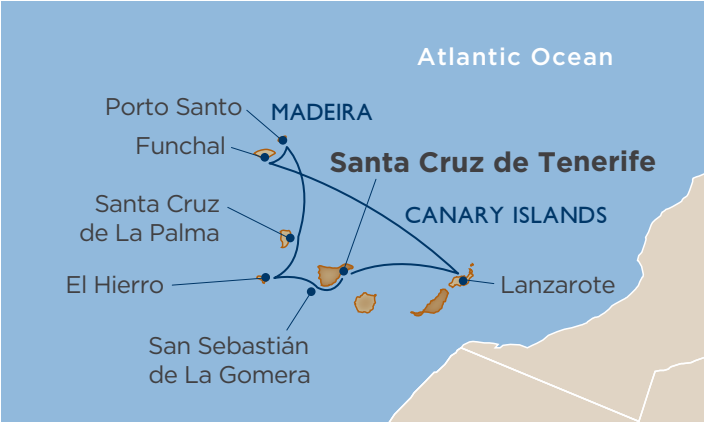 Atlantic Ocean
Porto Santo
MADEIRA
Funchal
Santa Cruz de Tenerife
Santa Cruz
de La Palma
CANARY ISLANDS
El Hierro
Lanzarote
San Sebastián
de La Gomera